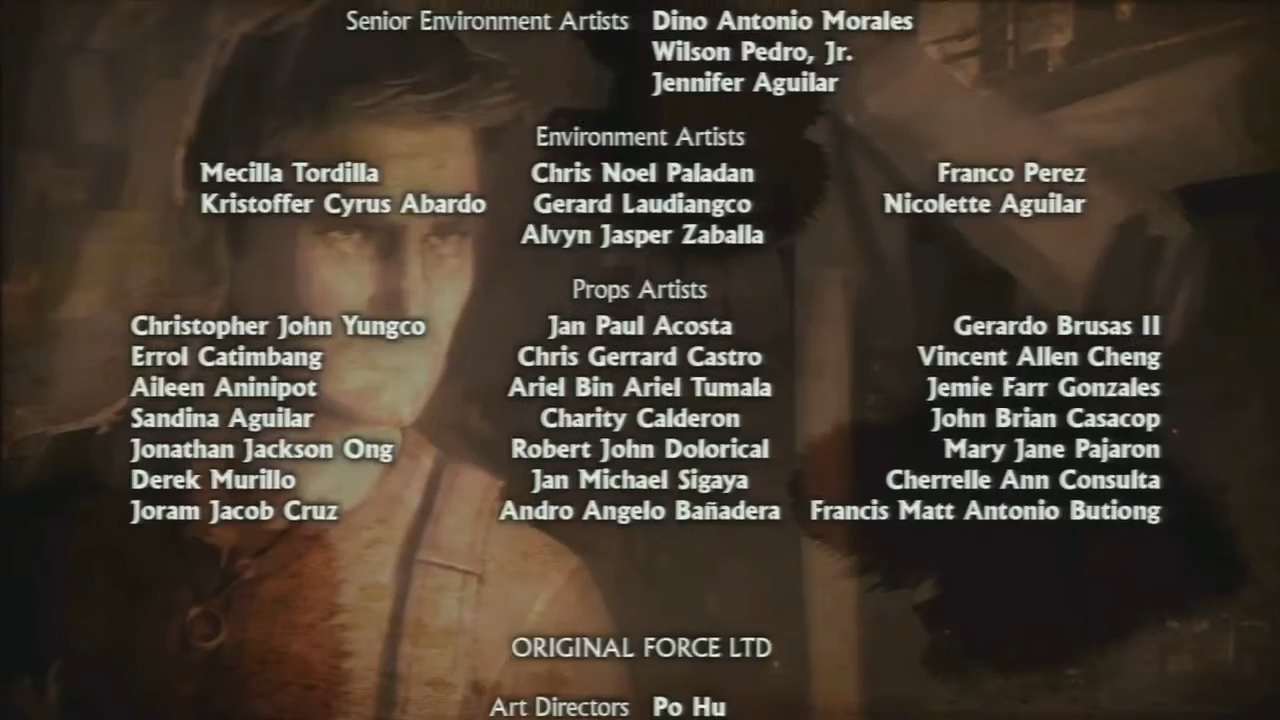 Senior Environment Artists Dino Antonio Morales
Wilson Pedro, Jr.
Jennifer Aguilar
Environment Artists
Mecilla Tordilla Chris Noel Paladan Franco Perez
Kristoffer Cyrus Abardo Gerard Laudiangco Nicolette Aguilar
Alvyn Jasper Zaballa
Props Artists
Christopher John Yungco Jan Paul Acosta Gerardo Brusas II
Errol Catimbang Chris Gerrard Castro Vincent Allen Cheng
Aileen Aninipot Ariel Bin Ariel Tumala Jemie Farr Gonzales
Sandina Aguilar Charity Calderon John Brian Casacop
Jonathan Jackson Ong Robert John Dolorical Mary Jane Pajaron
Derek Murillo Jan Michael Sigaya Cherrelle Ann Consulta
Joram Jacob Cruz Andro Angelo Bañadera Francis Matt Antonio Butiong
ORIGINAL FORCE LTD
Art Directors Po Hu